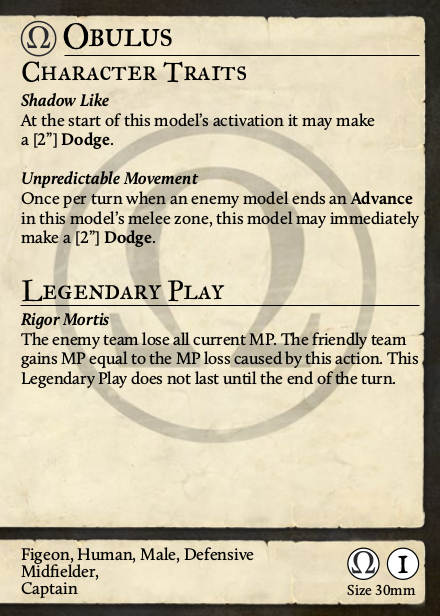 Ω Obulus
Character Traits
Shadow Like
At the start of this model's activation it may make
a [2"] Dodge.
Unpredictable Movement
Once per turn when an enemy model ends an Advance
in this model's melee zone, this model may immediately
make a [2"] Dodge.
Legendary Play
Rigor Mortis
The enemy team lose all current MP. The friendly team
gains MP equal to the MP loss caused by this action. This
Legendary Play does not last until the end of the turn.
Figeon, Human, Male, Defensive
Midfielder,
Captain
Ω 1
Size 30mm